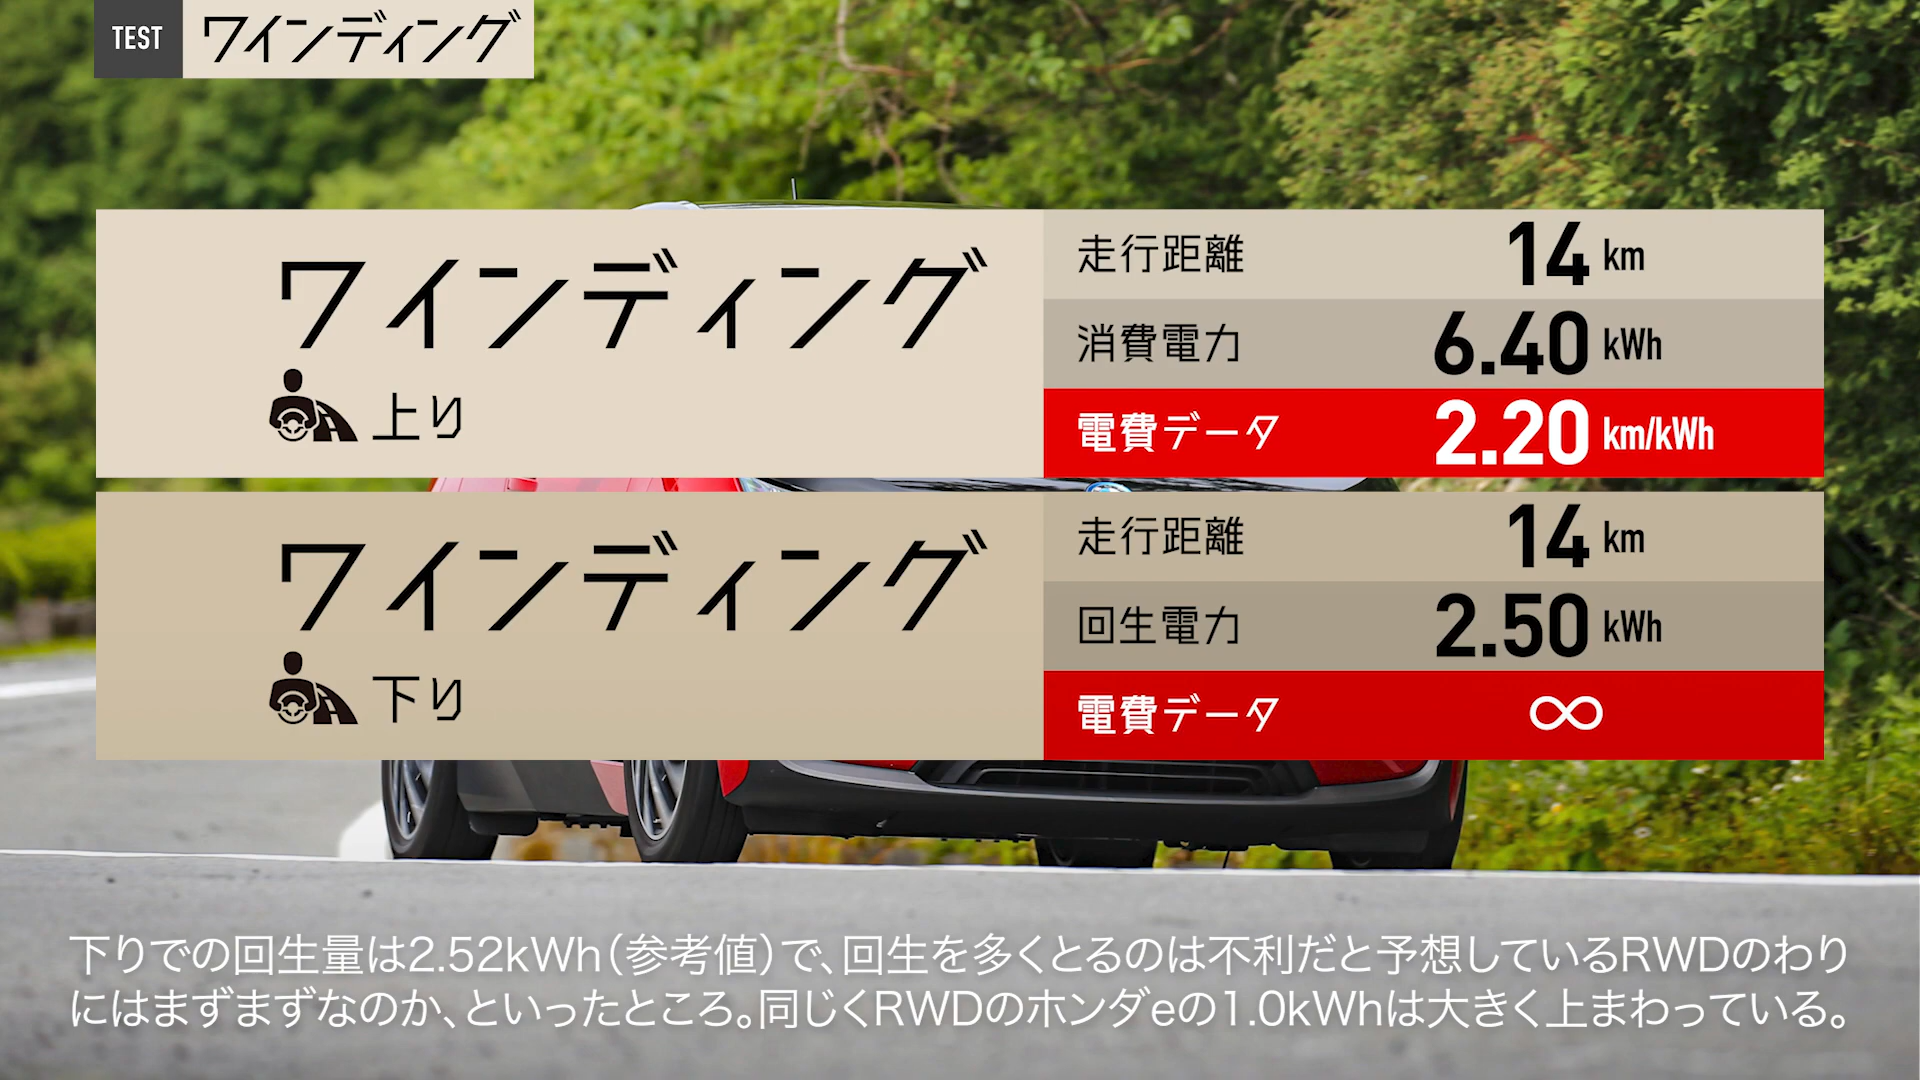 TEST ワインディング
ワインディング
上り
走行距離 14 km
消費電力 6.40 kWh
電費データ 2.20 km/kWh
ワインディング
下り
走行距離 14 km
回生電力 2.50 kWh
電費データ ∞
下りでの回生量は2.52kWh（参考値）で、回生を多くとるのは不利だと予想しているRWDのわり
にはまずまずなのか、といったところ。同じくRWDのホンダeの1.0kWhは大きく上まわっている。